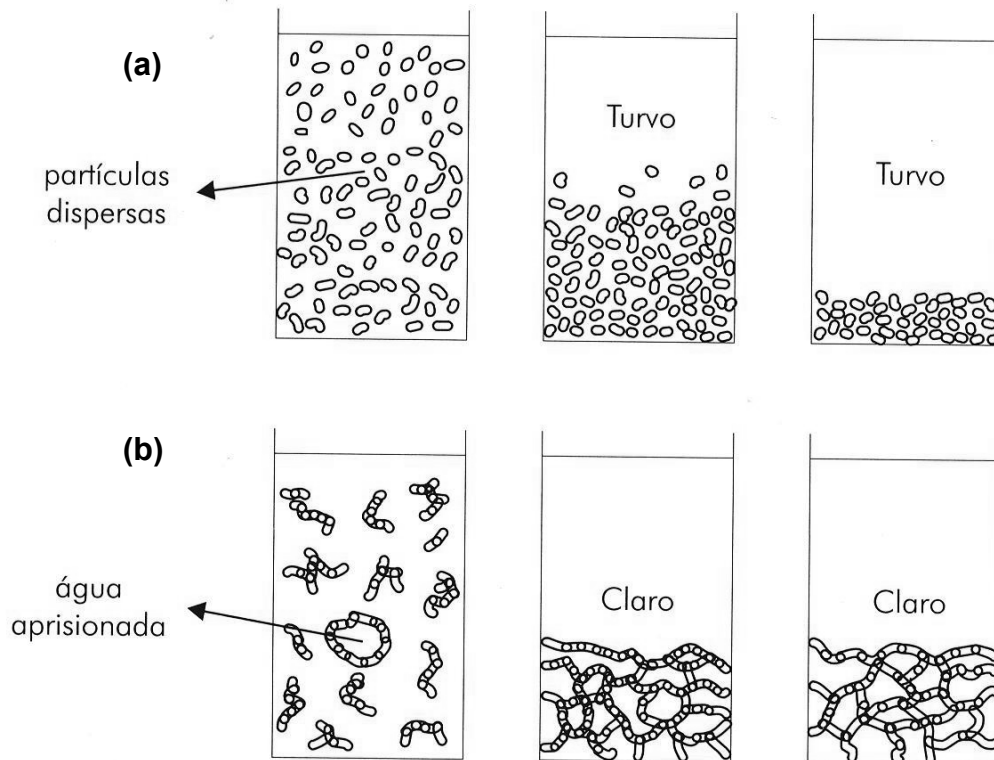 (a)
partículas
dispersas
Turvo
Turvo
(b)
água
aprisionada
Claro
Claro